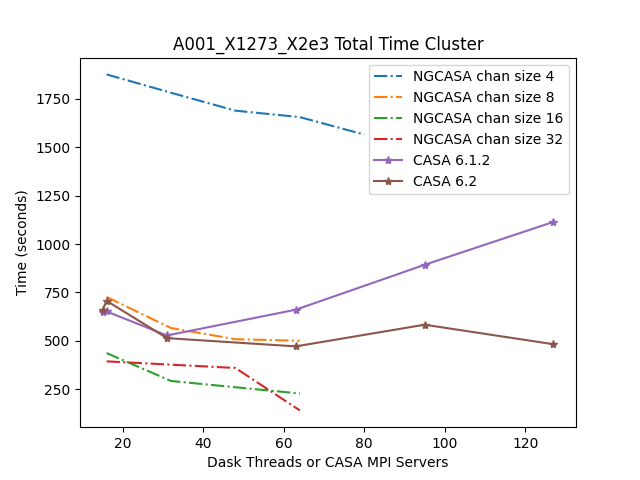 A001_X1273_X2e3 Total Time Cluster
NGCASA chan size 4
NGCASA chan size 8
NGCASA chan size 16
NGCASA chan size 32
CASA 6.1.2
CASA 6.2
Time (seconds)
1750
1500
1250
1000
750
500
250
20 40 60 80 100 120
Dask Threads or CASA MPI Servers